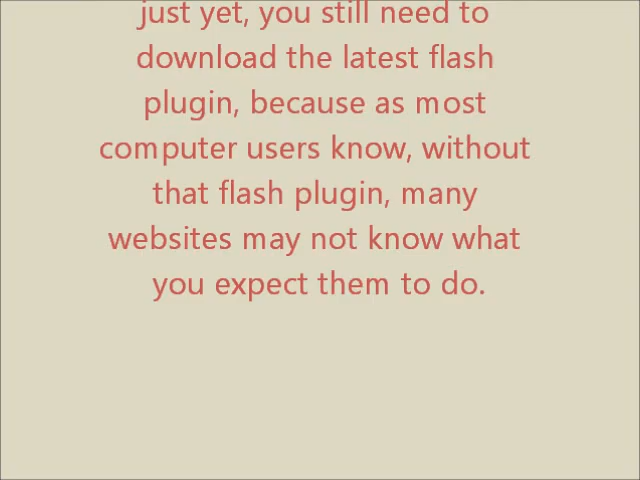 just yet, you still need to
download the latest flash
plugin, because as most
computer users know, without
that flash plugin, many
websites may not know what
you expect them to do.